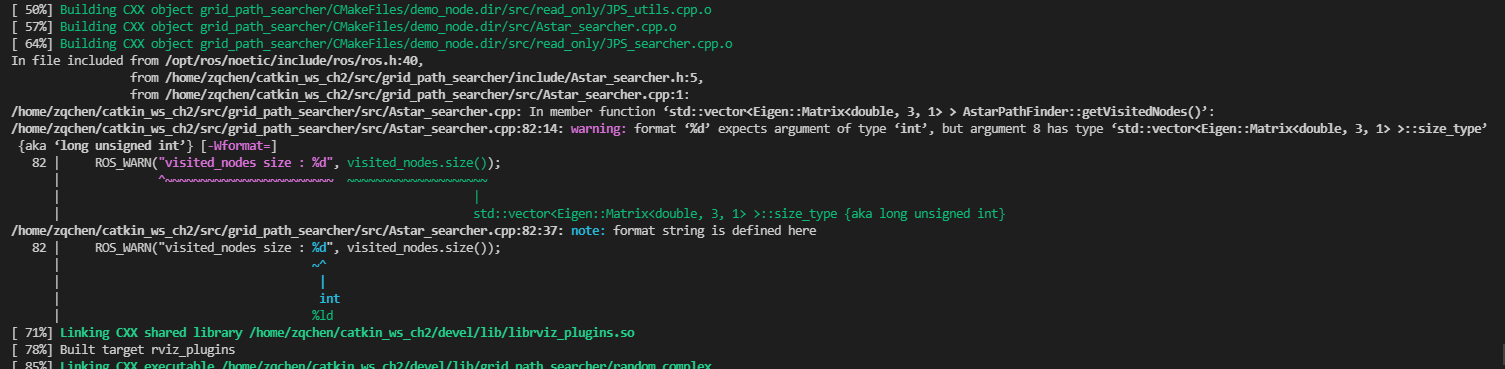 [ 50%] Building CXX object grid_path_searcher/CMakeFiles/demo_node.dir/src/read_only/JPS_utils.cpp.o
[ 57%] Building CXX object grid_path_searcher/CMakeFiles/demo_node.dir/src/Astar_searcher.cpp.o
[ 64%] Building CXX object grid_path_searcher/CMakeFiles/demo_node.dir/src/read_only/JPS_searcher.cpp.o
In file included from /opt/ros/noetic/include/ros/ros.h:40,
                 from /home/zqchen/catkin_ws_ch2/src/grid_path_searcher/include/Astar_searcher.h:5,
                 from /home/zqchen/catkin_ws_ch2/src/grid_path_searcher/src/Astar_searcher.cpp:1:
/home/zqchen/catkin_ws_ch2/src/grid_path_searcher/src/Astar_searcher.cpp: In member function ‘std::vector<Eigen::Matrix<double, 3, 1> > AstarPathFinder::getVisitedNodes()’:
/home/zqchen/catkin_ws_ch2/src/grid_path_searcher/src/Astar_searcher.cpp:82:14: warning: format ‘%d’ expects argument of type ‘int’, but argument 8 has type ‘std::vector<Eigen::Matrix<double, 3, 1> >::size_type’
 {aka ‘long unsigned int’} [-Wformat=]
   82 |     ROS_WARN("visited_nodes size : %d", visited_nodes.size());
      |              ^~~~~~~~~~~~~~~~~~~~~~~~~  ~~~~~~~~~~~~~~~~~~~~
      |                                                           |
      |                                                           std::vector<Eigen::Matrix<double, 3, 1> >::size_type {aka long unsigned int}
/home/zqchen/catkin_ws_ch2/src/grid_path_searcher/src/Astar_searcher.cpp:82:37: note: format string is defined here
   82 |     ROS_WARN("visited_nodes size : %d", visited_nodes.size());
      |                                    ~^
      |                                     |
      |                                     int
      |                                    %ld
[ 71%] Linking CXX shared library /home/zqchen/catkin_ws_ch2/devel/lib/librviz_plugins.so
[ 78%] Built target rviz_plugins
[ 85%] Linking CXX executable /home/zqchen/catkin_ws_ch2/devel/lib/grid_path_searcher/random_complex